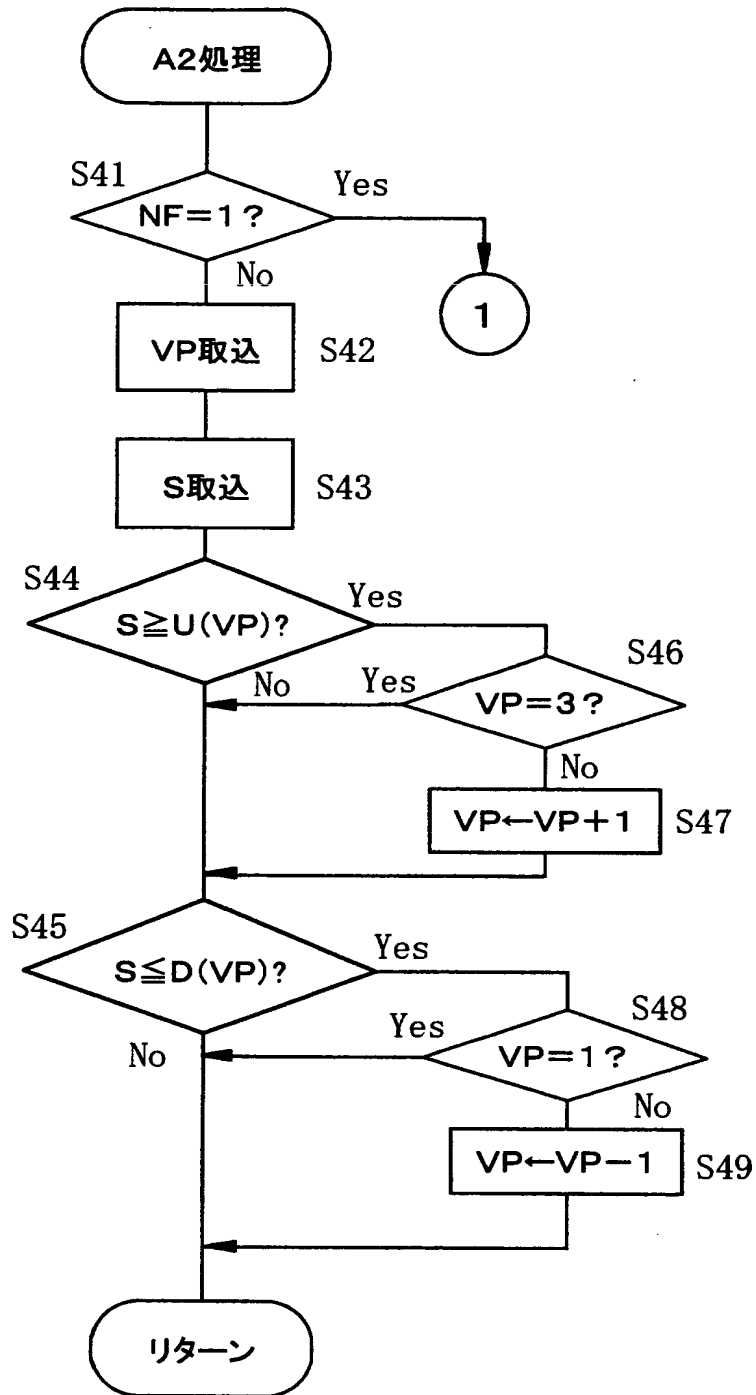 A2処理
S41
NF=1?
Yes
No
1
VP取込
S42
S取込
S43
S44
S≧U(VP)?
Yes
No
S46
VP=3?
Yes
No
VP←VP+1
S47
S45
S≦D(VP)?
Yes
No
S48
VP=1?
Yes
No
VP←VP-1
S49
リターン